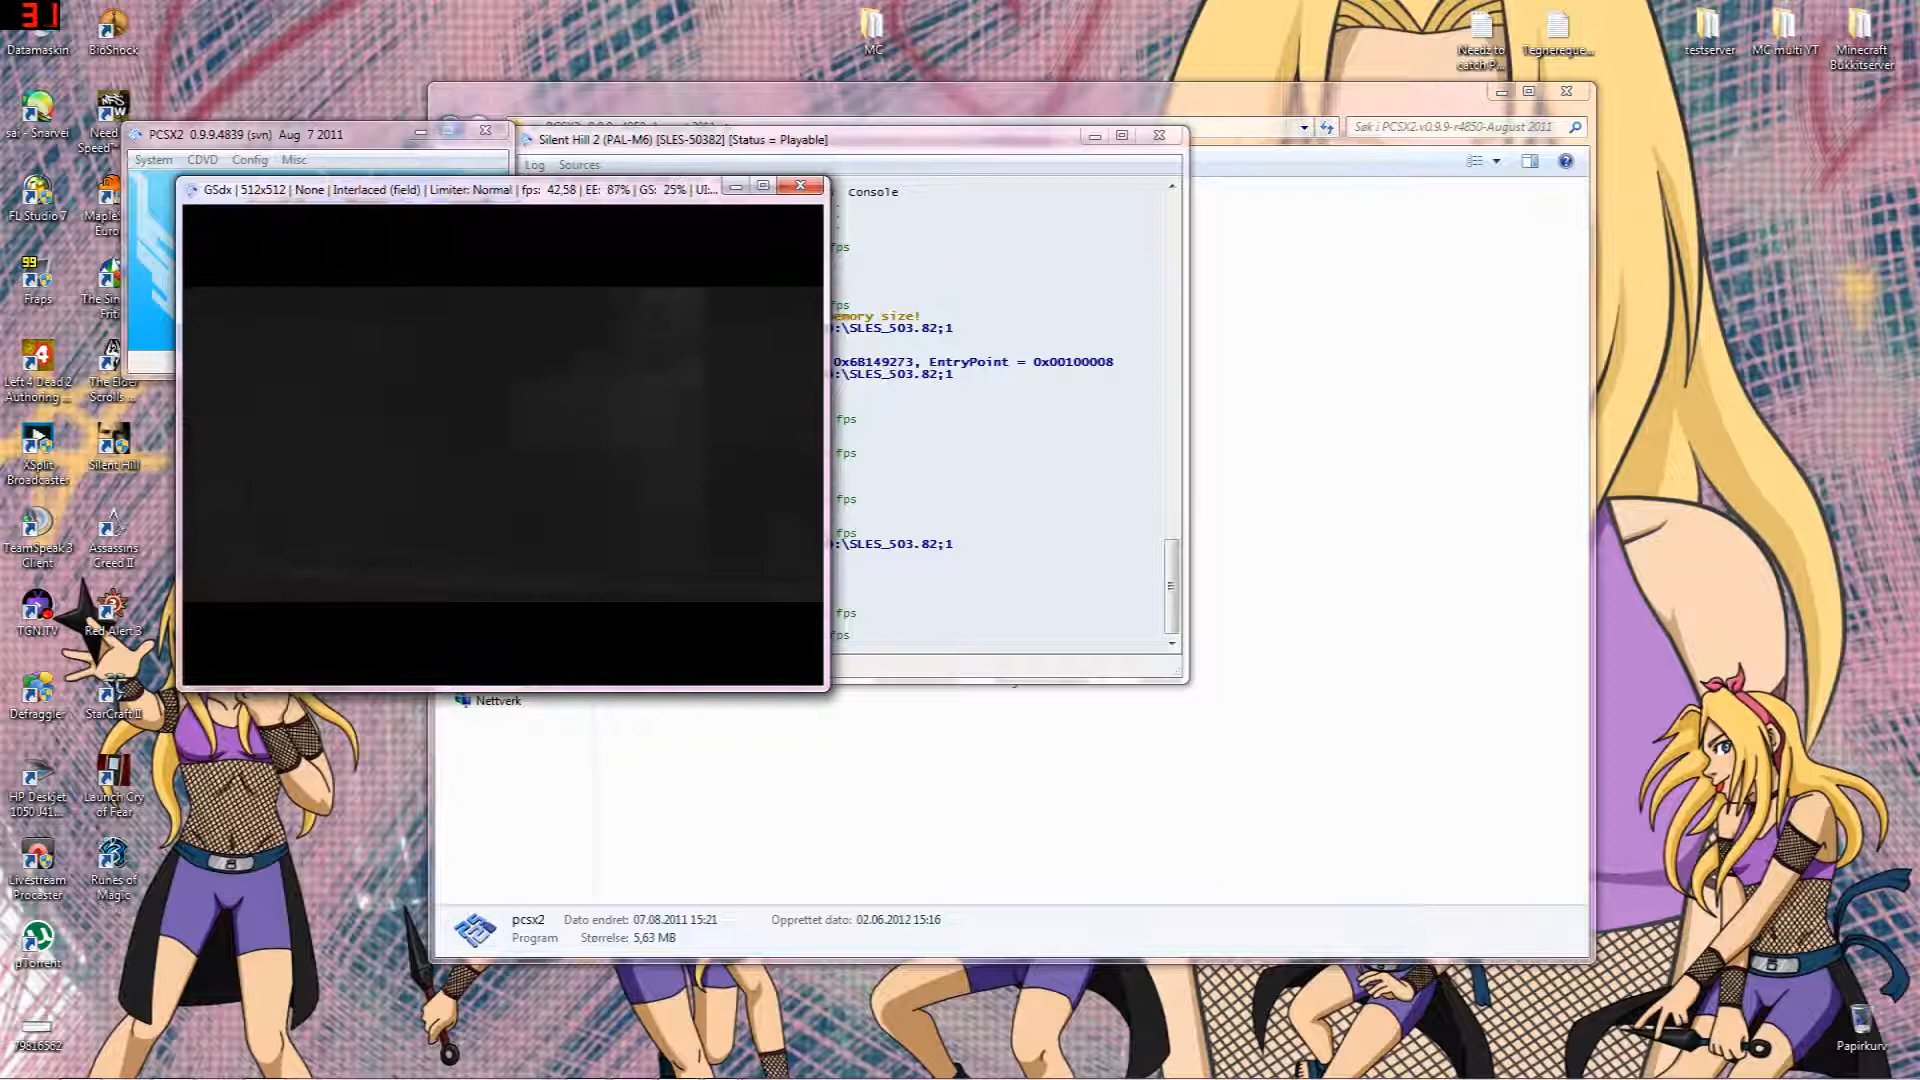 31
Datamaskin
BioShock
MC
Needz to
catch P...
Tegnereque...
testserver
MC multi YT
Minecraft
Bukkitserver
sai - Snarvei
Need
Speed™
FL Studio 7
MapleS
Euro
99
Fraps
The Sim
Frit
Left 4 Dead 2
Authoring ...
The Elder
Scrolls ...
XSplit
Broadcaster
Silent Hill
TeamSpeak 3
Client
Assassins
Creed II
TGN.TV
Red Alert 3
Defraggler
StarCraft II
HP Deskjet
1050 J41...
Launch Cry
of Fear
Livestream
Procaster
Runes of
Magic
µTorrent
79816562
Papirkurv
PCSX2 0.9.9.4839 (svn) Aug 7 2011
System CDVD Config Misc
GSdx | 512x512 | None | Interlaced (field) | Limiter: Normal | fps: 42,58 | EE: 87% | GS: 25% | UI:...
Silent Hill 2 (PAL-M6) [SLES-50382] [Status = Playable]
Log Sources
Console
fps
fps
emory size!
:\SLES_503.82;1
0x6B149273, EntryPoint = 0x00100008
:\SLES_503.82;1
fps
fps
fps
fps
:\SLES_503.82;1
fps
fps
Søk i PCSX2.v0.9.9-r4850-August 2011
Nettverk
pcsx2 Dato endret: 07.08.2011 15:21 Opprettet dato: 02.06.2012 15:16
Program Størrelse: 5,63 MB